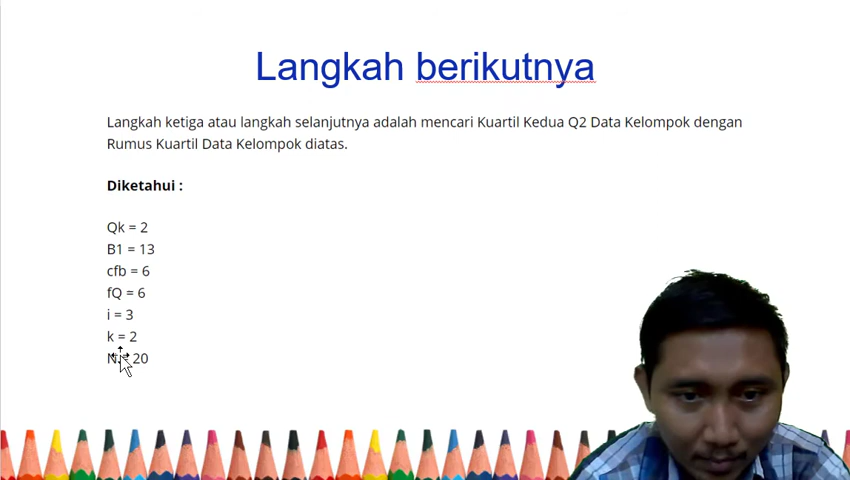 Langkah berikutnya
Langkah ketiga atau langkah selanjutnya adalah mencari Kuartil Kedua Q2 Data Kelompok dengan
Rumus Kuartil Data Kelompok diatas.
Diketahui :
Qk = 2
B1 = 13
cfb = 6
fQ = 6
i = 3
k = 2
N = 20